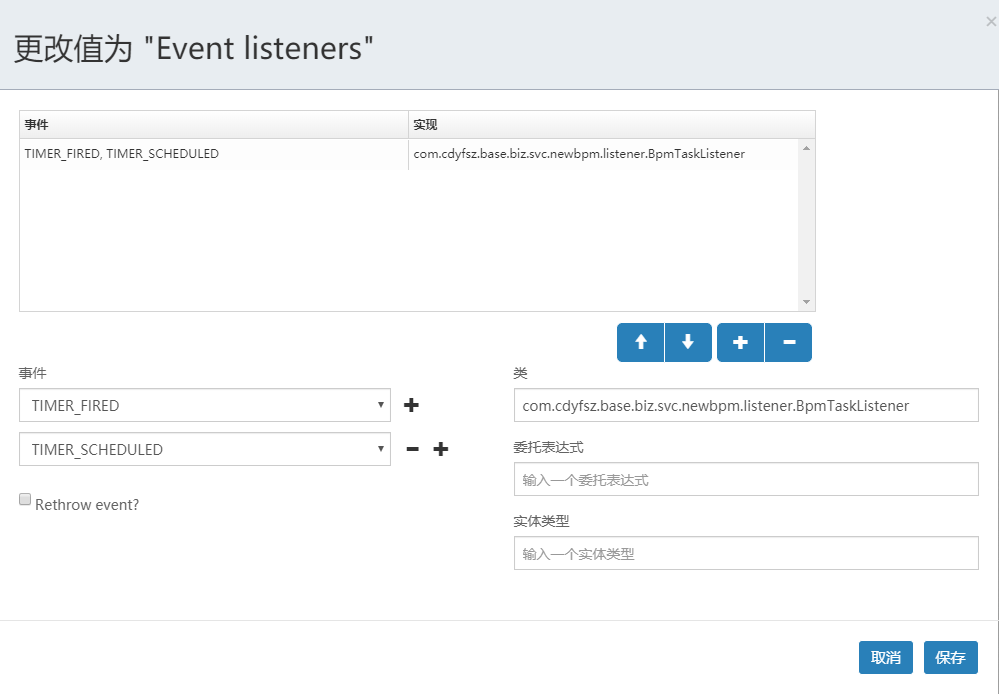 更改值为 "Event listeners"
×
事件 实现
TIMER_FIRED, TIMER_SCHEDULED com.cdyfsz.base.biz.svc.newbpm.listener.BpmTaskListener
事件
TIMER_FIRED
TIMER_SCHEDULED
Rethrow event?
类
com.cdyfsz.base.biz.svc.newbpm.listener.BpmTaskListener
委托表达式
输入一个委托表达式
实体类型
输入一个实体类型
取消 保存